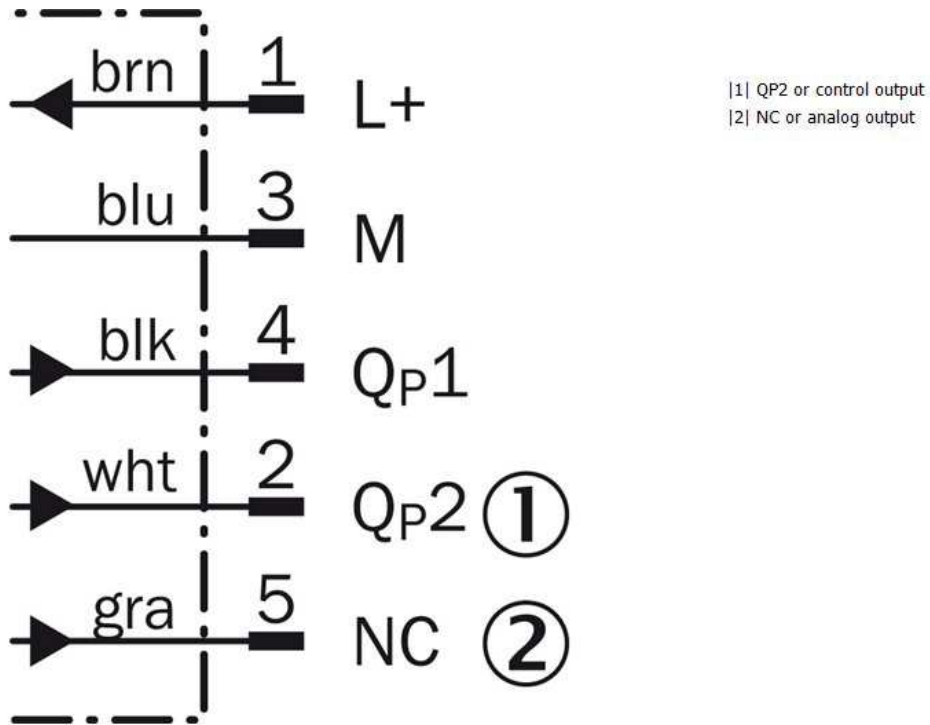 brn 1 L+
|1| QP2 or control output
|2| NC or analog output
blu 3 M
blk 4 QP1
wht 2 QP2 ①
gra 5 NC ②